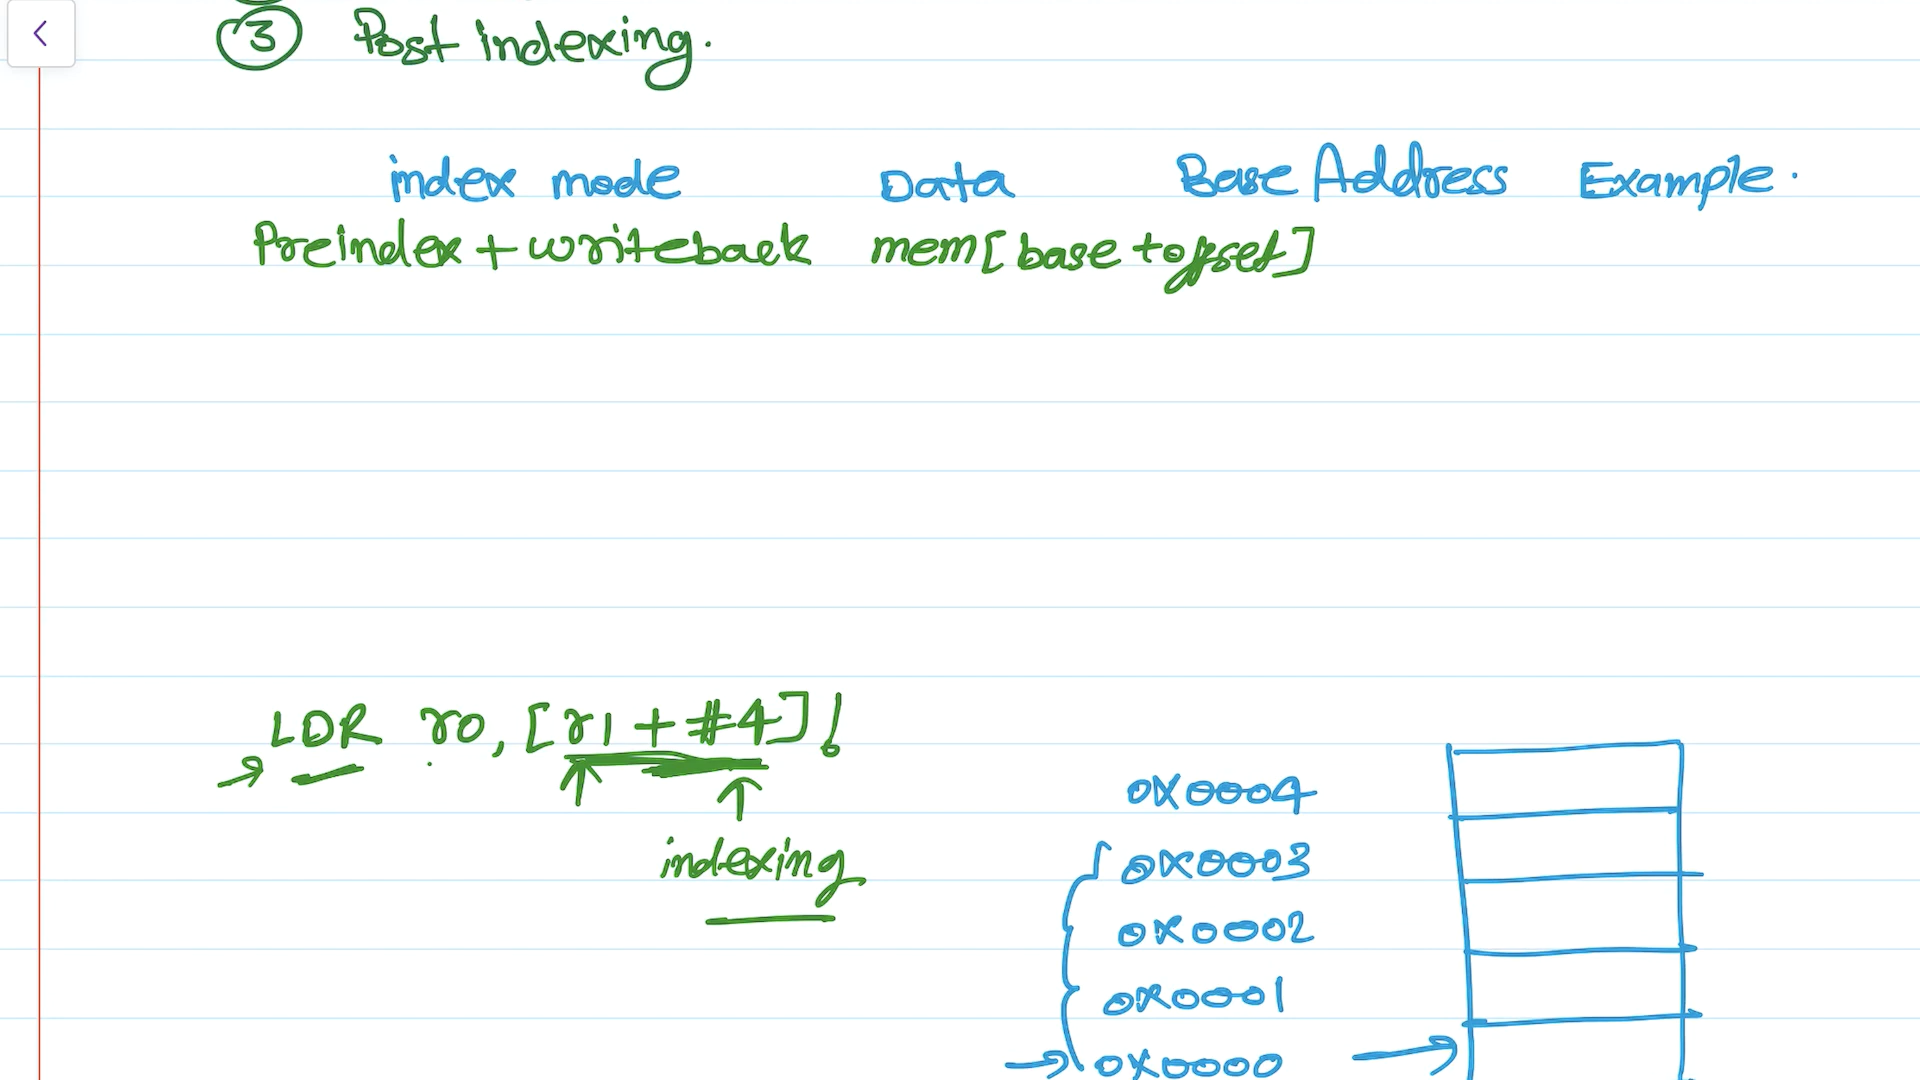 ③ Post indexing.
index mode Data Base Address Example.
Preindex + writeback mem[base + offset]
LDR r0, [r1 + #4]!
indexing
0x0004
0x0003
0x0002
0x0001
0x0000